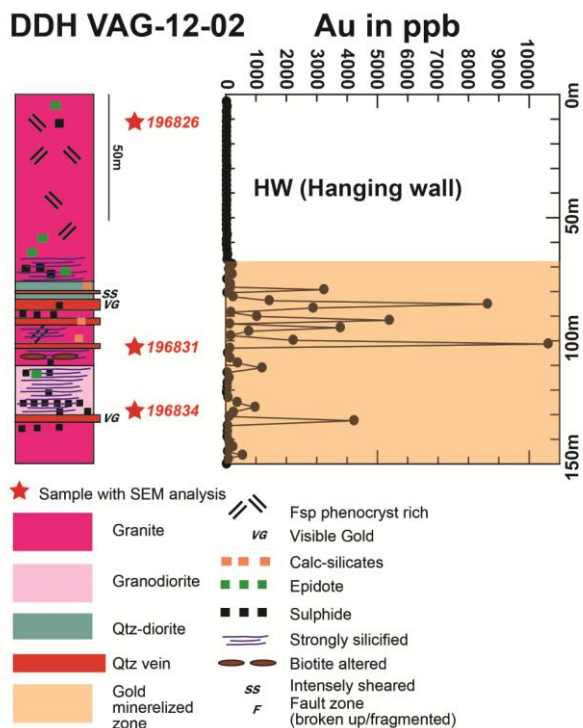 DDH VAG-12-02
Au in ppb
0
1000
2000
3000
4000
5000
6000
7000
8000
9000
10000
0m
196826
50m
HW (Hanging wall)
50m
SS
VG
196831
100m
196834
VG
150m
Sample with SEM analysis
Granite
Granodiorite
Qtz-diorite
Qtz vein
Gold
minerelized
zone
Fsp phenocryst rich
VG Visible Gold
Calc-silicates
Epidote
Sulphide
Strongly silicified
Biotite altered
SS Intensely sheared
F Fault zone
(broken up/fragmented)